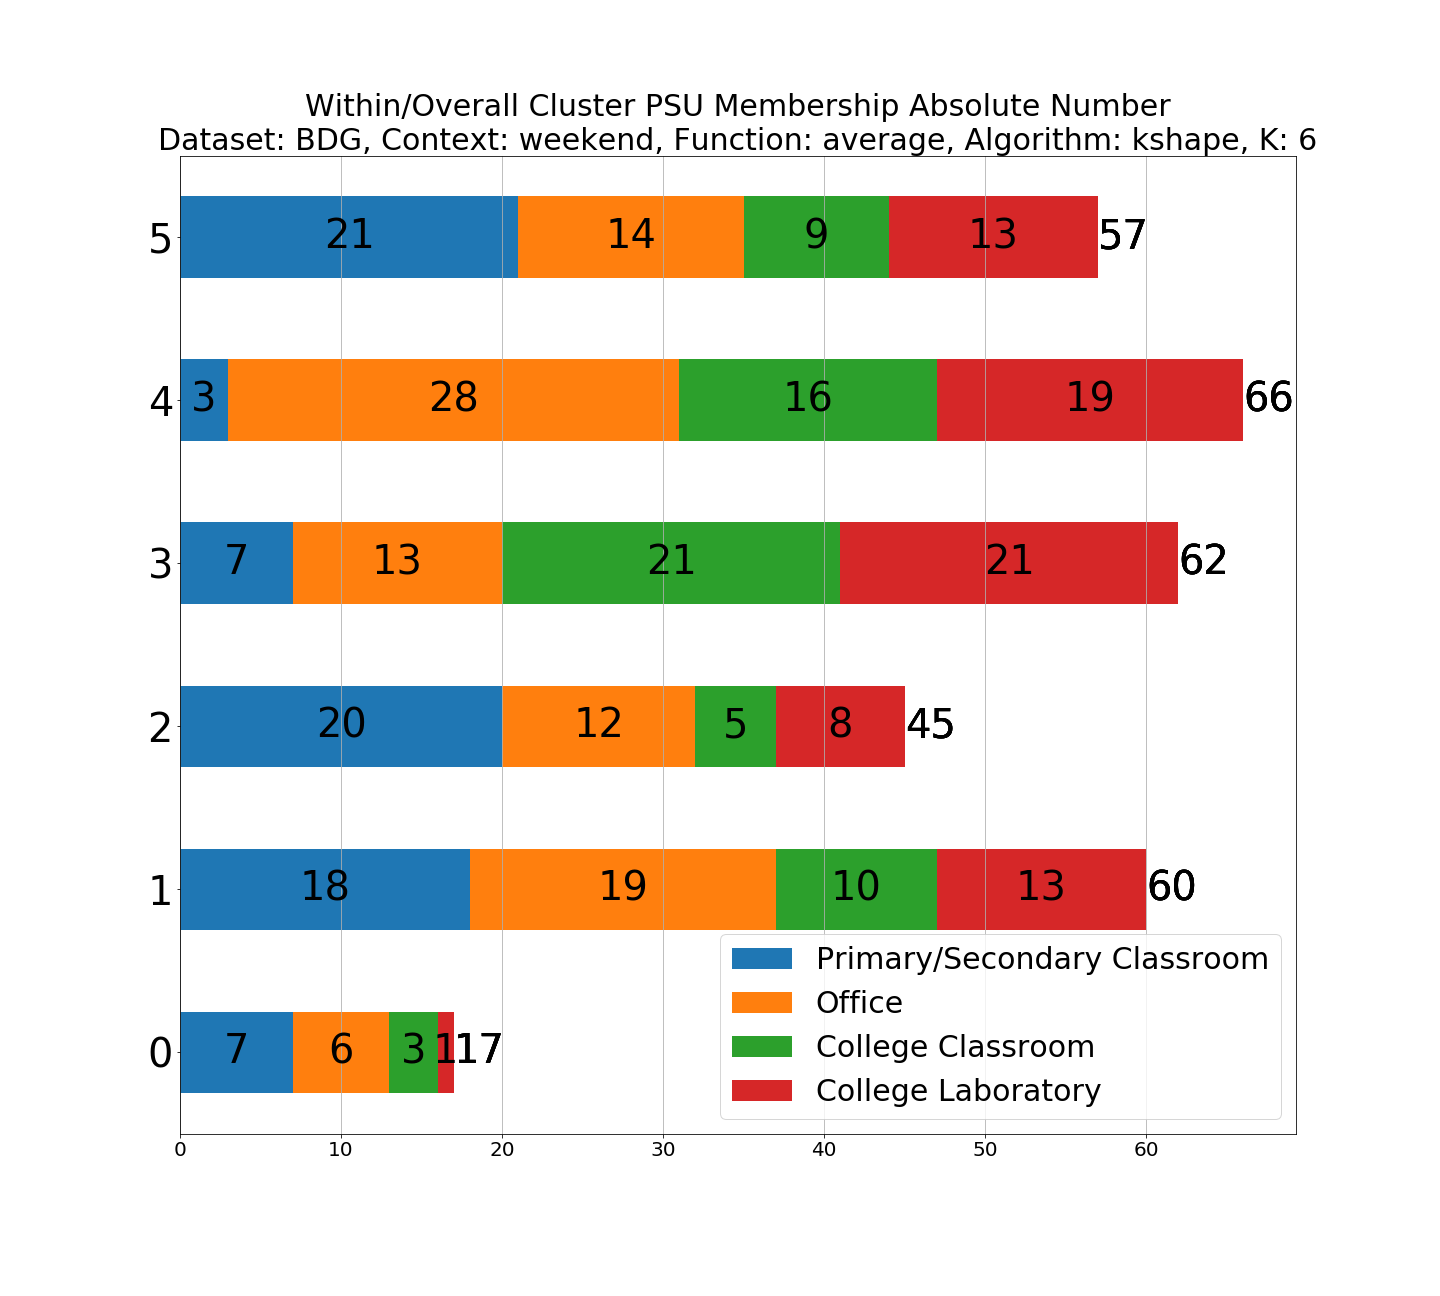 Within/Overall Cluster PSU Membership Absolute Number
Dataset: BDG, Context: weekend, Function: average, Algorithm: kshape, K: 6
5 21 14 9 13 57
4 3 28 16 19 66
3 7 13 21 21 62
2 20 12 5 8 45
1 18 19 10 13 60
Primary/Secondary Classroom
Office
College Classroom
College Laboratory
0 7 6 3 1 17
0 10 20 30 40 50 60